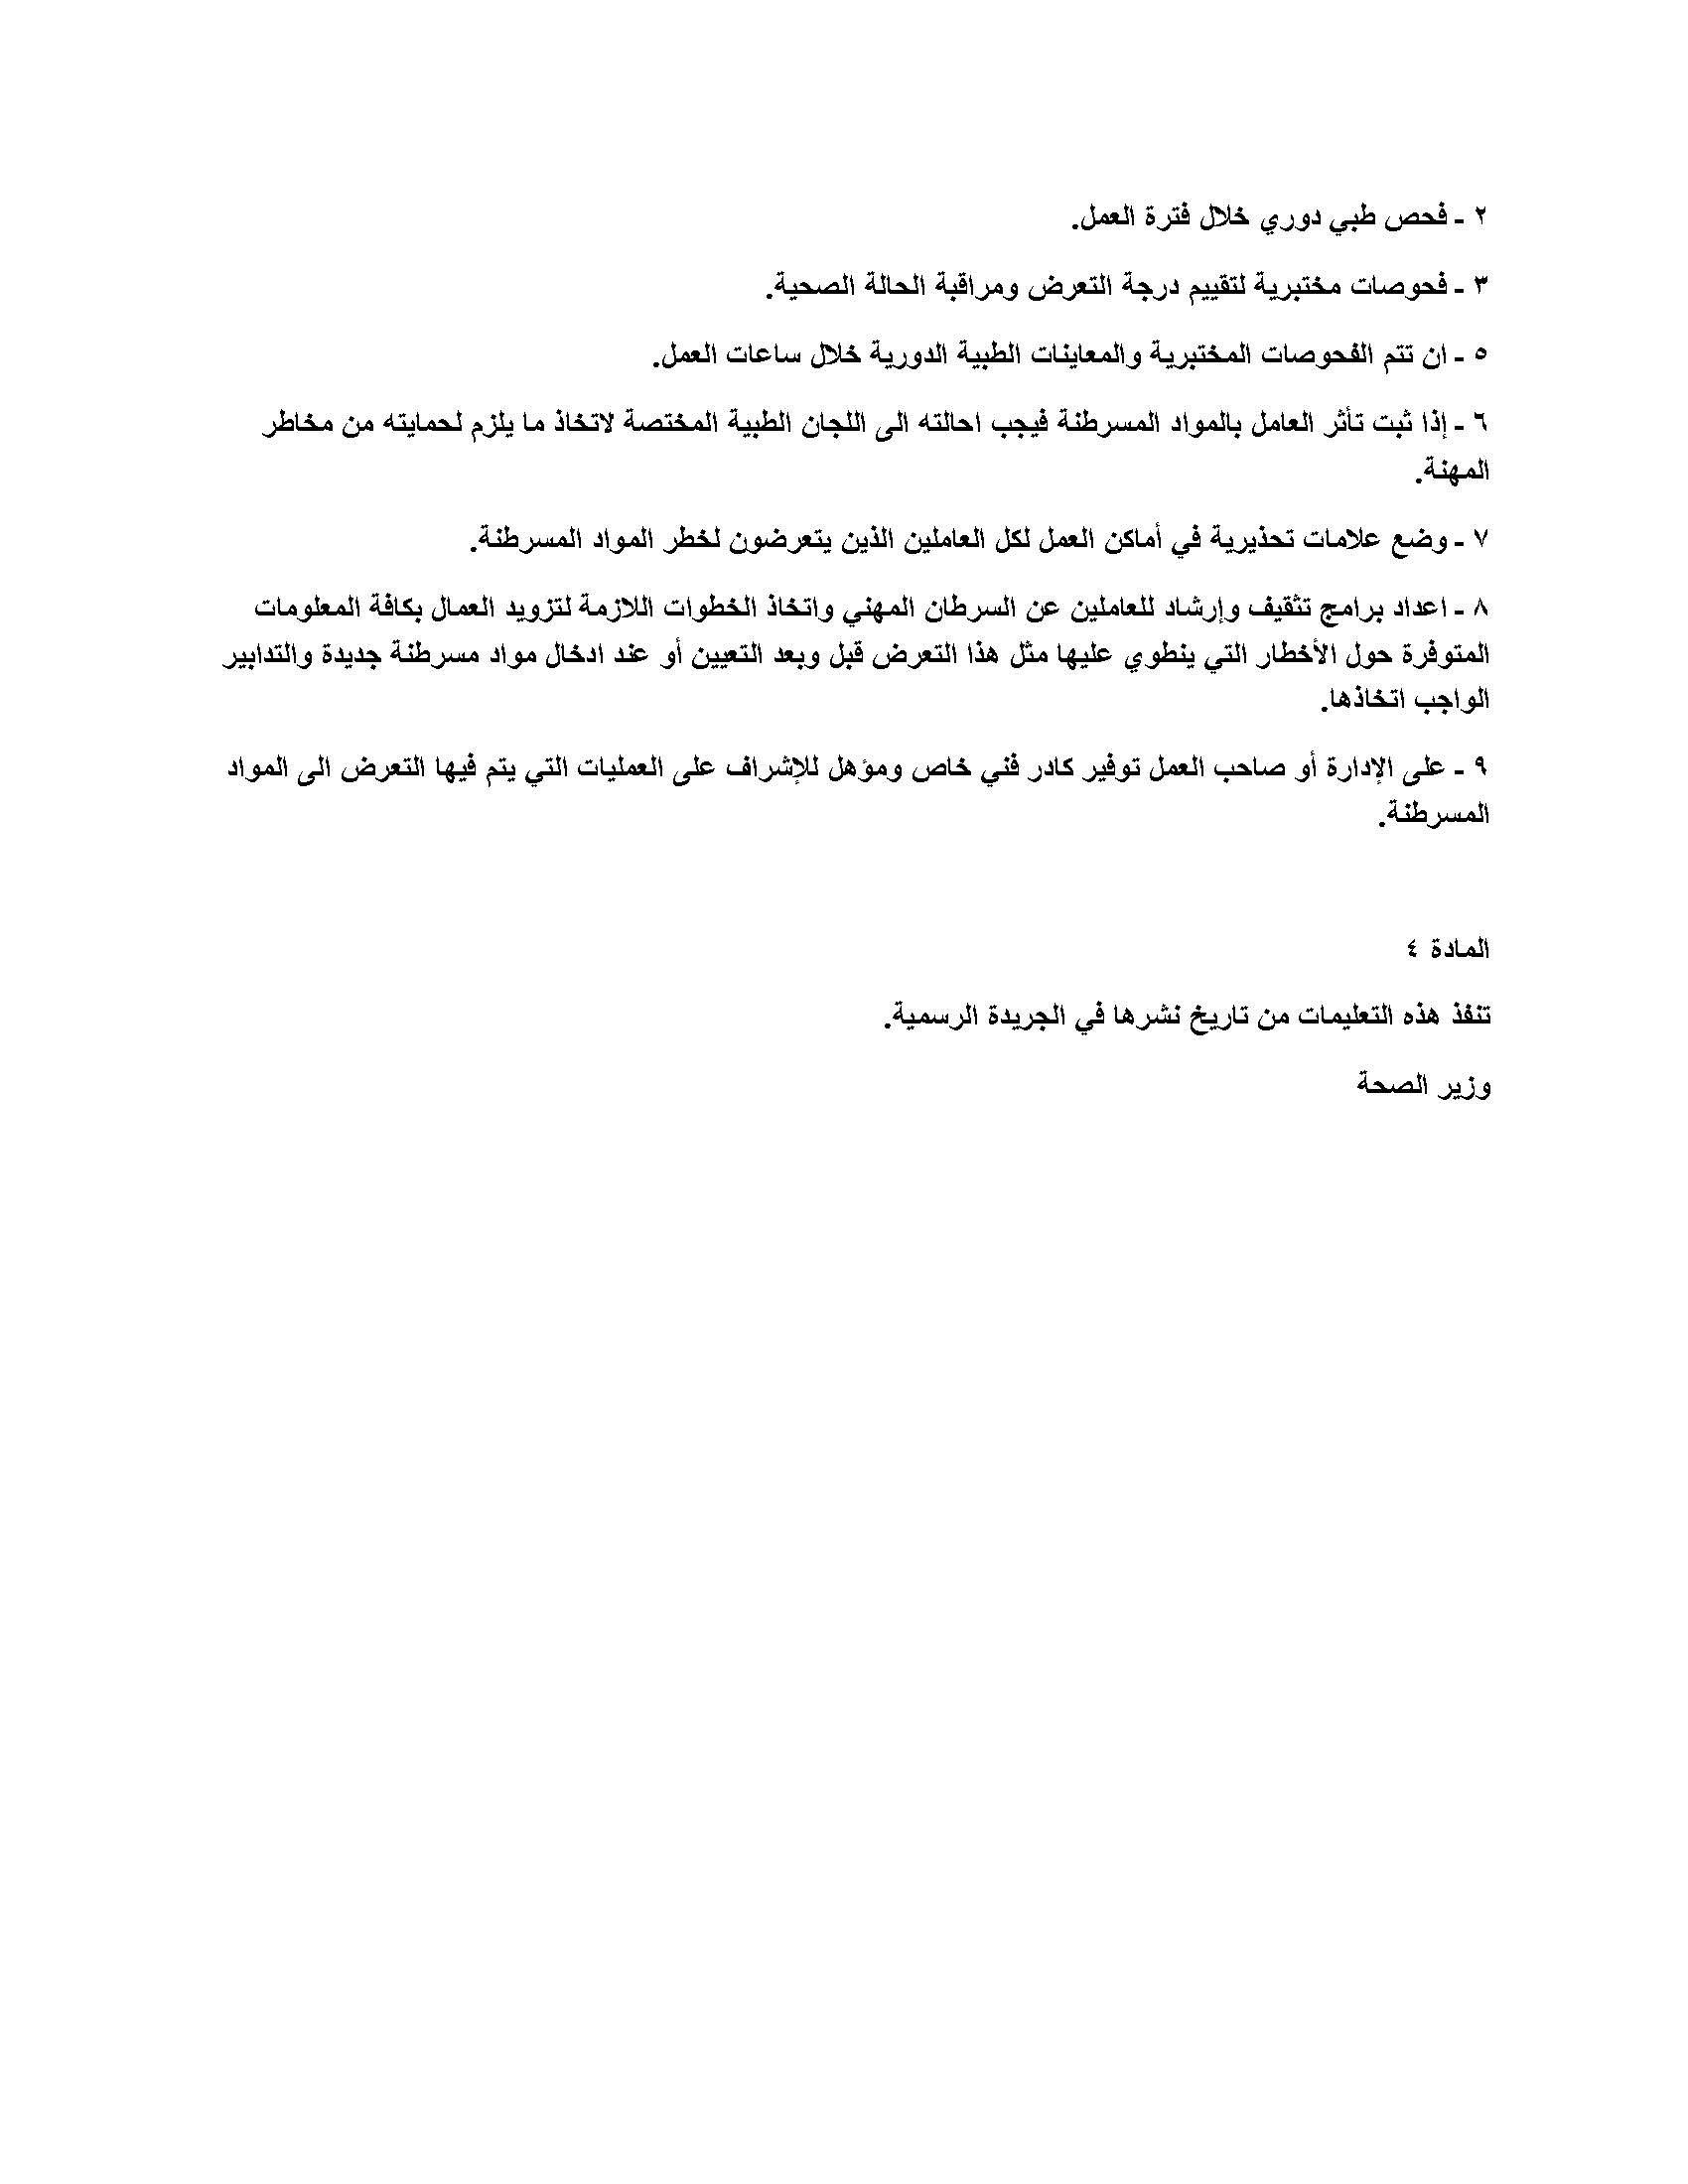 ٢ ـ فحص طبي دوري خلال فترة العمل.
٣ ـ فحوصات مختبرية لتقييم درجة التعرض ومراقبة الحالة الصحية.
٥ ـ ان تتم الفحوصات المختبرية والمعاينات الطبية الدورية خلال ساعات العمل.
٦ ـ إذا ثبت تأثر العامل بالمواد المسرطنة فيجب احالته الى اللجان الطبية المختصة لاتخاذ ما يلزم لحمايته من مخاطر
المهنة.
٧ ـ وضع علامات تحذيرية في أماكن العمل لكل العاملين الذين يتعرضون لخطر المواد المسرطنة.
٨ ـ اعداد برامج تثقيف وإرشاد للعاملين عن السرطان المهني واتخاذ الخطوات اللازمة لتزويد العمال بكافة المعلومات
المتوفرة حول الأخطار التي ينطوي عليها مثل هذا التعرض قبل وبعد التعيين أو عند ادخال مواد مسرطنة جديدة والتدابير
الواجب اتخاذها.
٩ ـ على الإدارة أو صاحب العمل توفير كادر فني خاص ومؤهل للإشراف على العمليات التي يتم فيها التعرض الى المواد
المسرطنة.
المادة ٤
تنفذ هذه التعليمات من تاريخ نشرها في الجريدة الرسمية.
وزير الصحة